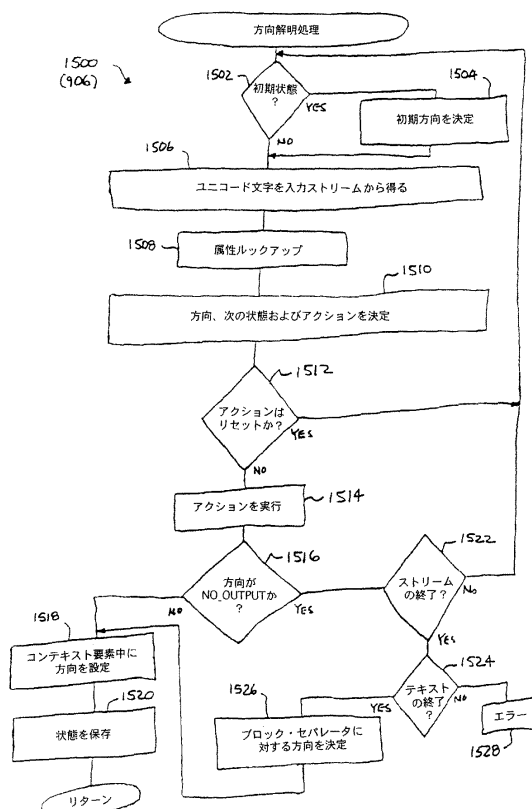 方向解明処理
1500
(906)
1502
初期状態
?
YES
NO
1504
初期方向を決定
1506
ユニコード文字を入力ストリームから得る
1508
属性ルックアップ
1510
方向、次の状態およびアクションを決定
1512
アクションは
リセットか?
YES
NO
アクションを実行
1514
1516
方向が
NO_OUTPUTか
?
NO
YES
1522
ストリーム
の終了?
NO
YES
1518
コンテキスト要素中に
方向を設定
1520
状態を保存
リターン
1524
テキスト
の終了
?
YES
NO
1526
ブロック・セパレータに
対する方向を決定
エラー
1528